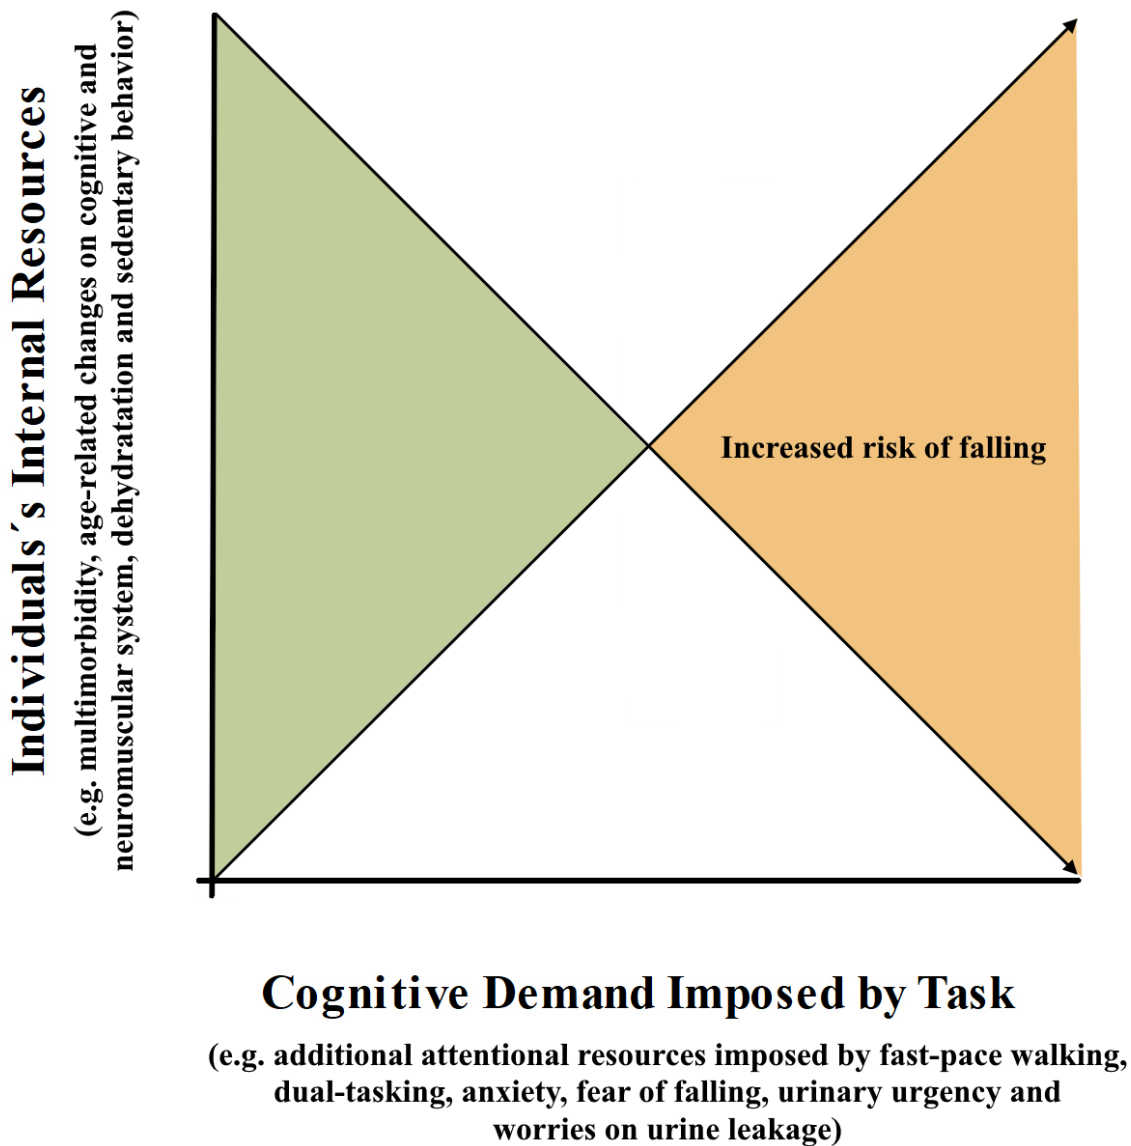 Individuals´s Internal Resources
(e.g. multimorbidity, age-related changes on cognitive and
neuromuscular system, dehydratation and sedentary behavior)
Increased risk of falling
Cognitive Demand Imposed by Task
(e.g. additional attentional resources imposed by fast-pace walking,
dual-tasking, anxiety, fear of falling, urinary urgency and
worries on urine leakage)